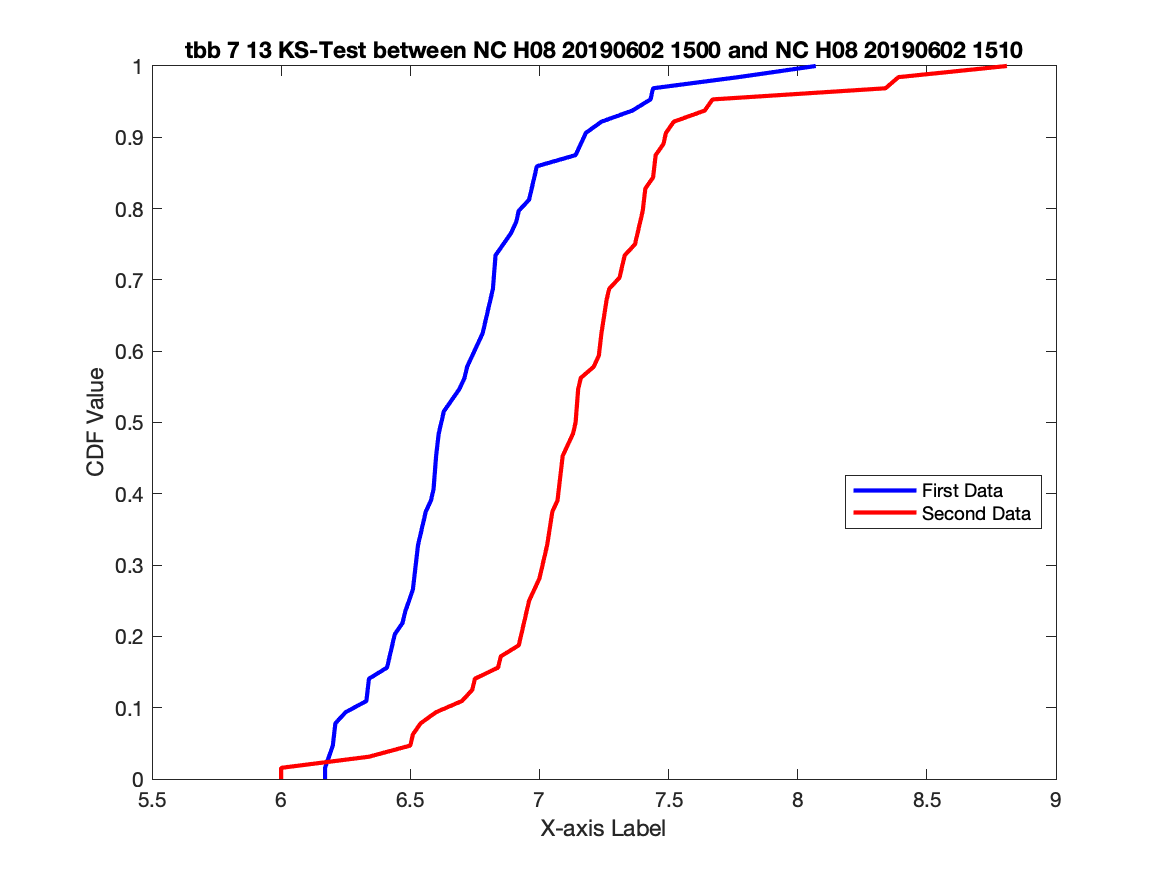 tbb 7 13 KS-Test between NC H08 20190602 1500 and NC H08 20190602 1510
1
0.9
0.8
0.7
0.6
0.5
0.4
0.3
0.2
0.1
0
CDF Value
First Data
Second Data
5.5 6 6.5 7 7.5 8 8.5 9
X-axis Label